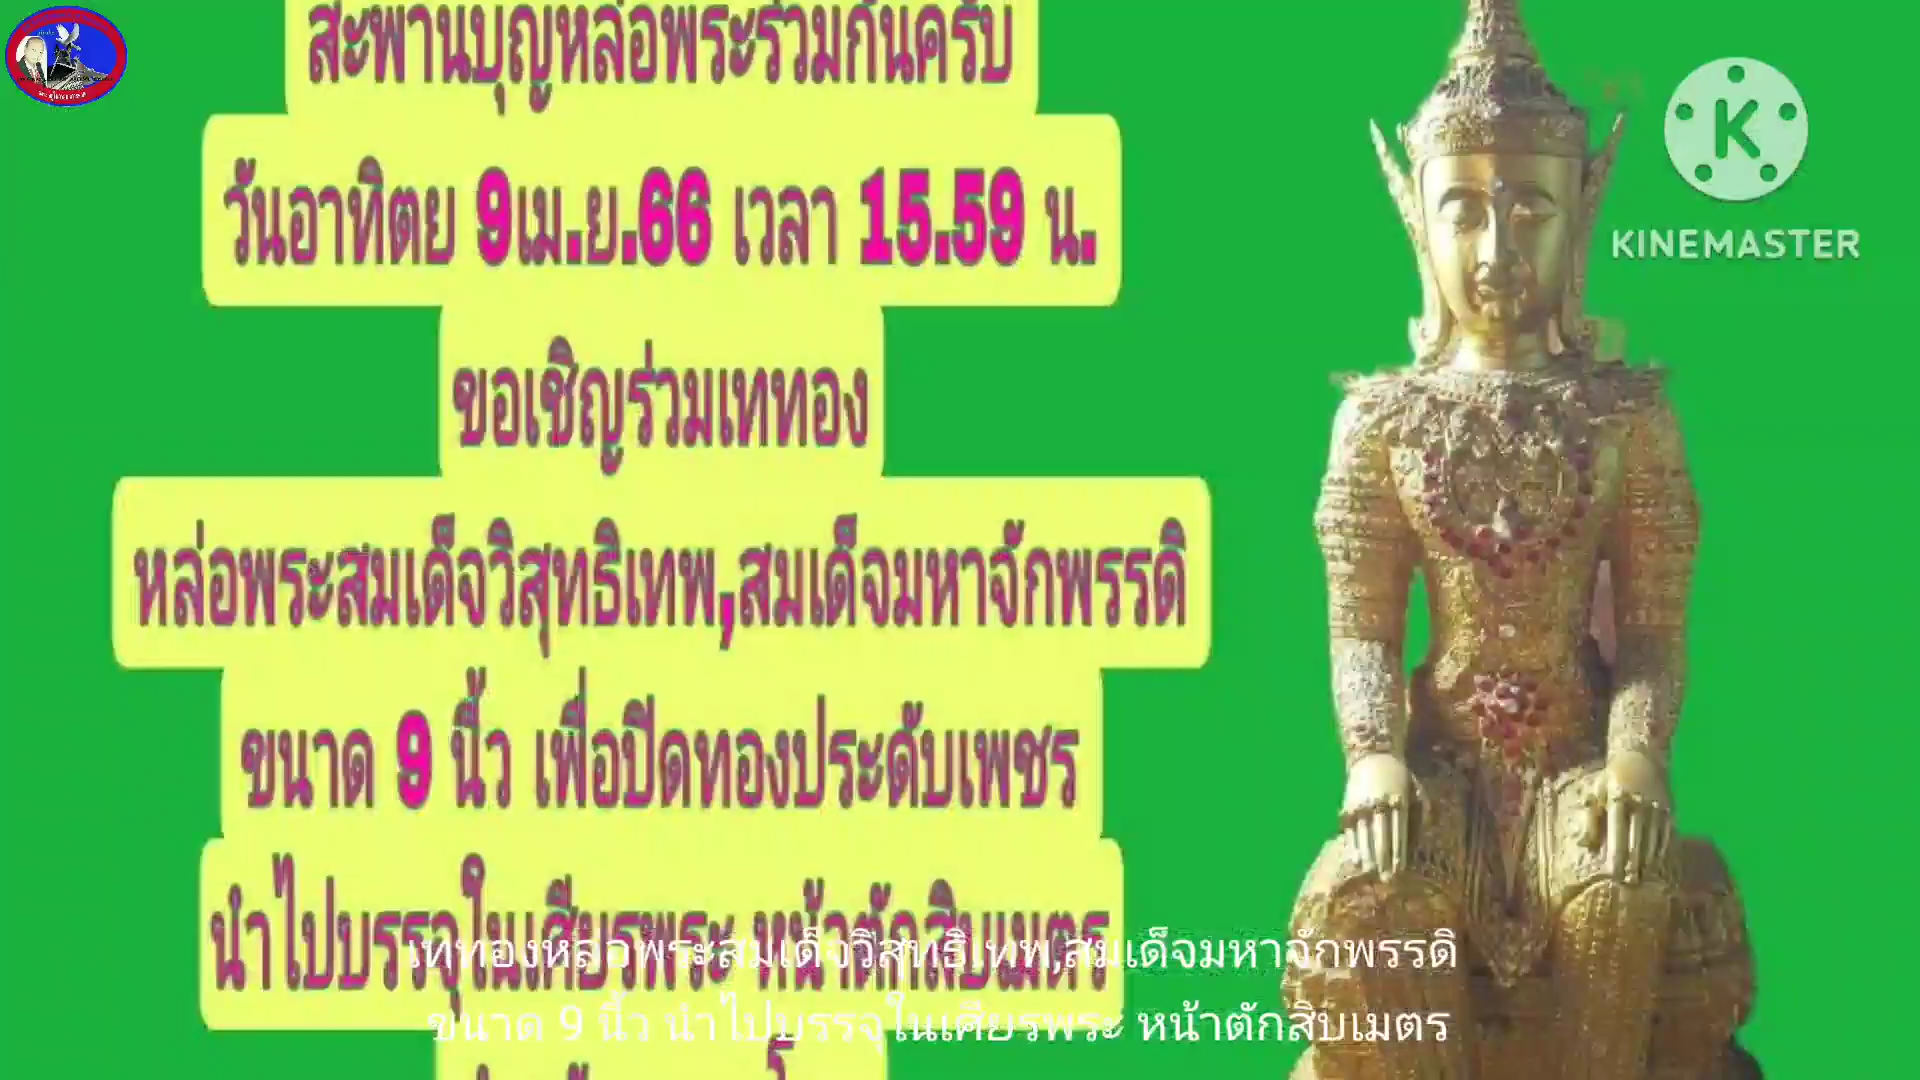 สะพานบุญหล่อพระร่วมกันครับ
วันอาทิตย 9เม.ย.66 เวลา 15.59 น.
ขอเชิญร่วมเททอง
หล่อพระสมเด็จวิสุทธิเทพ,สมเด็จมหาจักพรรดิ
ขนาด 9 นิ้ว เพื่อปิดทองประดับเพชร
นำไปบรรจุในเศียรพระ หน้าตักสิบเมตร
K
KINEMASTER
เททองหล่อพระสมเด็จวิสุทธิเทพ,สมเด็จมหาจักพรรดิ
ขนาด 9 นิ้ว นำไปบรรจุในเศียรพระ หน้าตักสิบเมตร